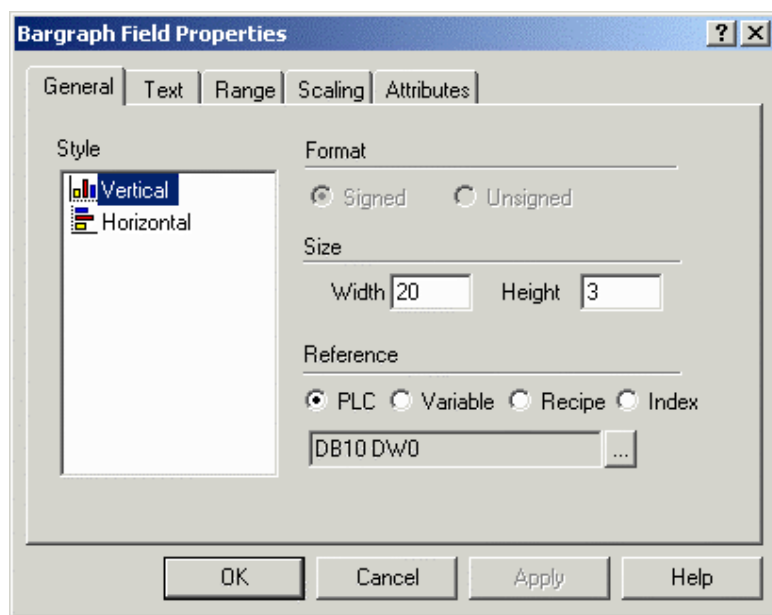 Bargraph Field Properties
General Text Range Scaling Attributes
Style
Vertical
Horizontal
Format
Signed Unsigned
Size
Width 20 Height 3
Reference
PLC Variable Recipe Index
DB10 DW0 ...
OK Cancel Apply Help